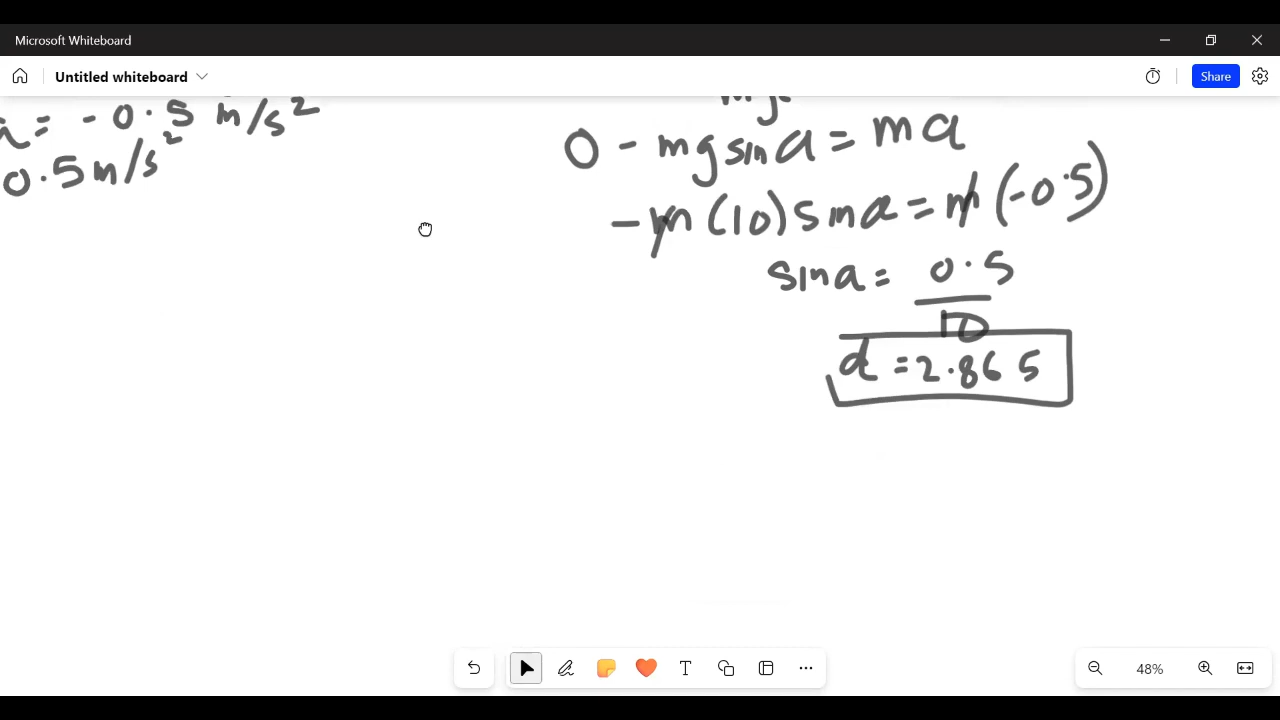 Microsoft Whiteboard
Untitled whiteboard
Share
a = - 0.5 m/s²
0.5 m/s²
0 - mg sin α = ma
- m (10) sin α = m (-0.5)
sin α = 0.5
10
α = 2.865
48%